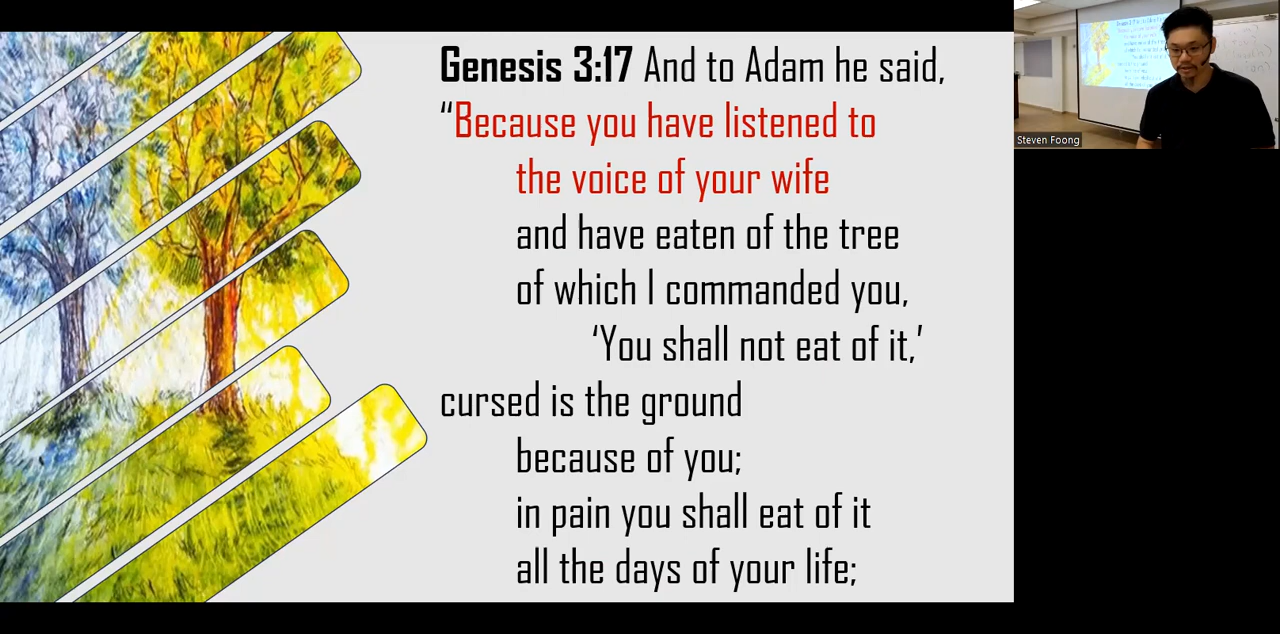 Genesis 3:17 And to Adam he said,
“Because you have listened to
the voice of your wife
and have eaten of the tree
of which I commanded you,
‘You shall not eat of it,’
cursed is the ground
because of you;
in pain you shall eat of it
all the days of your life;
Steven Foong